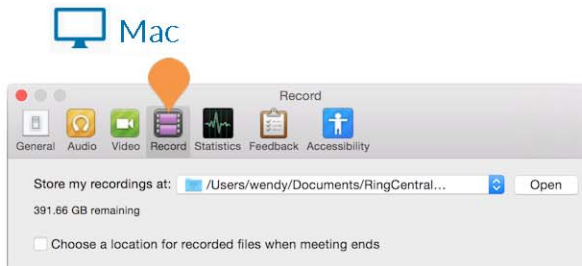 Mac
Record
General Audio Video Record Statistics Feedback Accessibility
Store my recordings at: /Users/wendy/Documents/RingCentral... Open
391.66 GB remaining
Choose a location for recorded files when meeting ends